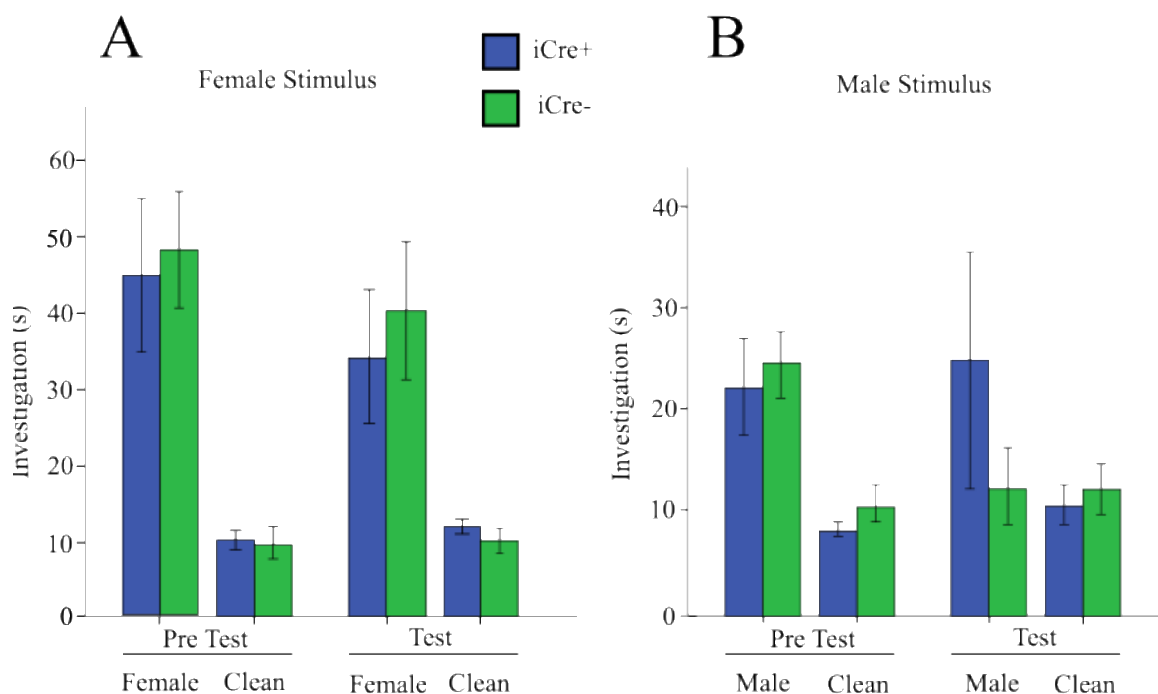 A
Female Stimulus
iCre+
iCre-
Investigation (s)
60
50
40
30
20
10
0
Pre Test
Test
Female
Clean
Female
Clean
B
Male Stimulus
Investigation (s)
40
30
20
10
0
Pre Test
Test
Male
Clean
Male
Clean